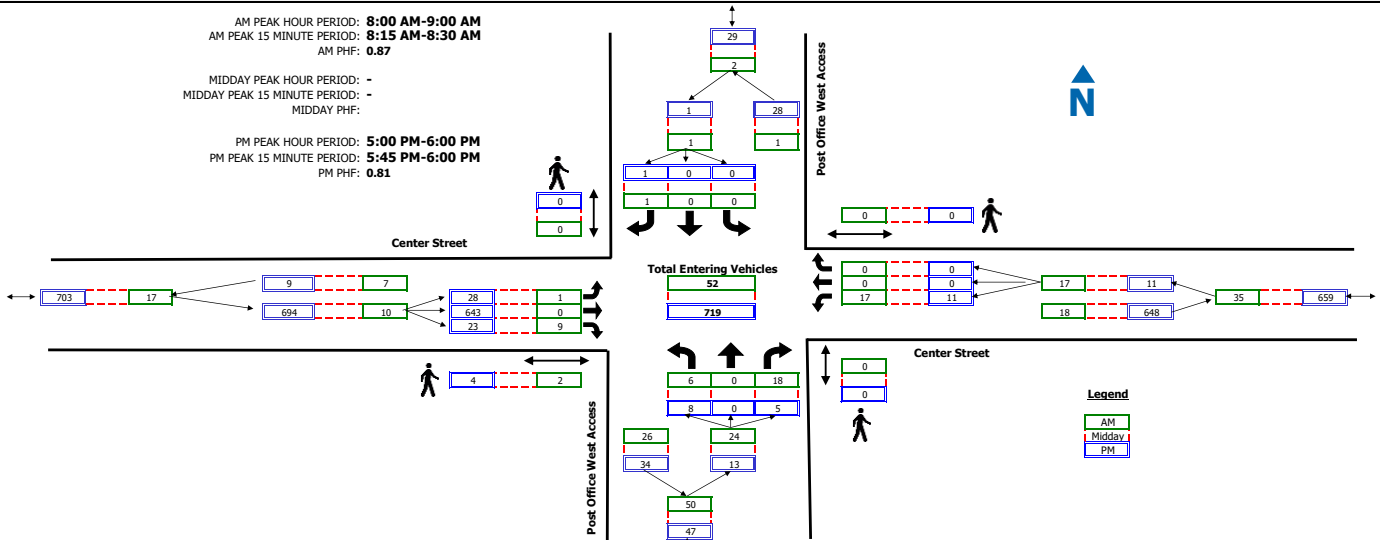 AM PEAK HOUR PERIOD: 8:00 AM-9:00 AM
AM PEAK 15 MINUTE PERIOD: 8:15 AM-8:30 AM
AM PHF: 0.87
MIDDAY PEAK HOUR PERIOD: -
MIDDAY PEAK 15 MINUTE PERIOD: -
MIDDAY PHF:
PM PEAK HOUR PERIOD: 5:00 PM-6:00 PM
PM PEAK 15 MINUTE PERIOD: 5:45 PM-6:00 PM
PM PHF: 0.81
29
2
1 28
1 1
1 0 0
1 0 0
Post Office West Access
N
0
0
0 0
Center Street
703 17
9 7
694 10
28 1
643 0
23 9
Total Entering Vehicles
52
719
0 0
0 0
17 11
17 11
18 648
35 659
4 2
Post Office West Access
6 0 18
8 0 5
26 24
34 13
50
47
0
0
Center Street
Legend
AM
Midday
PM